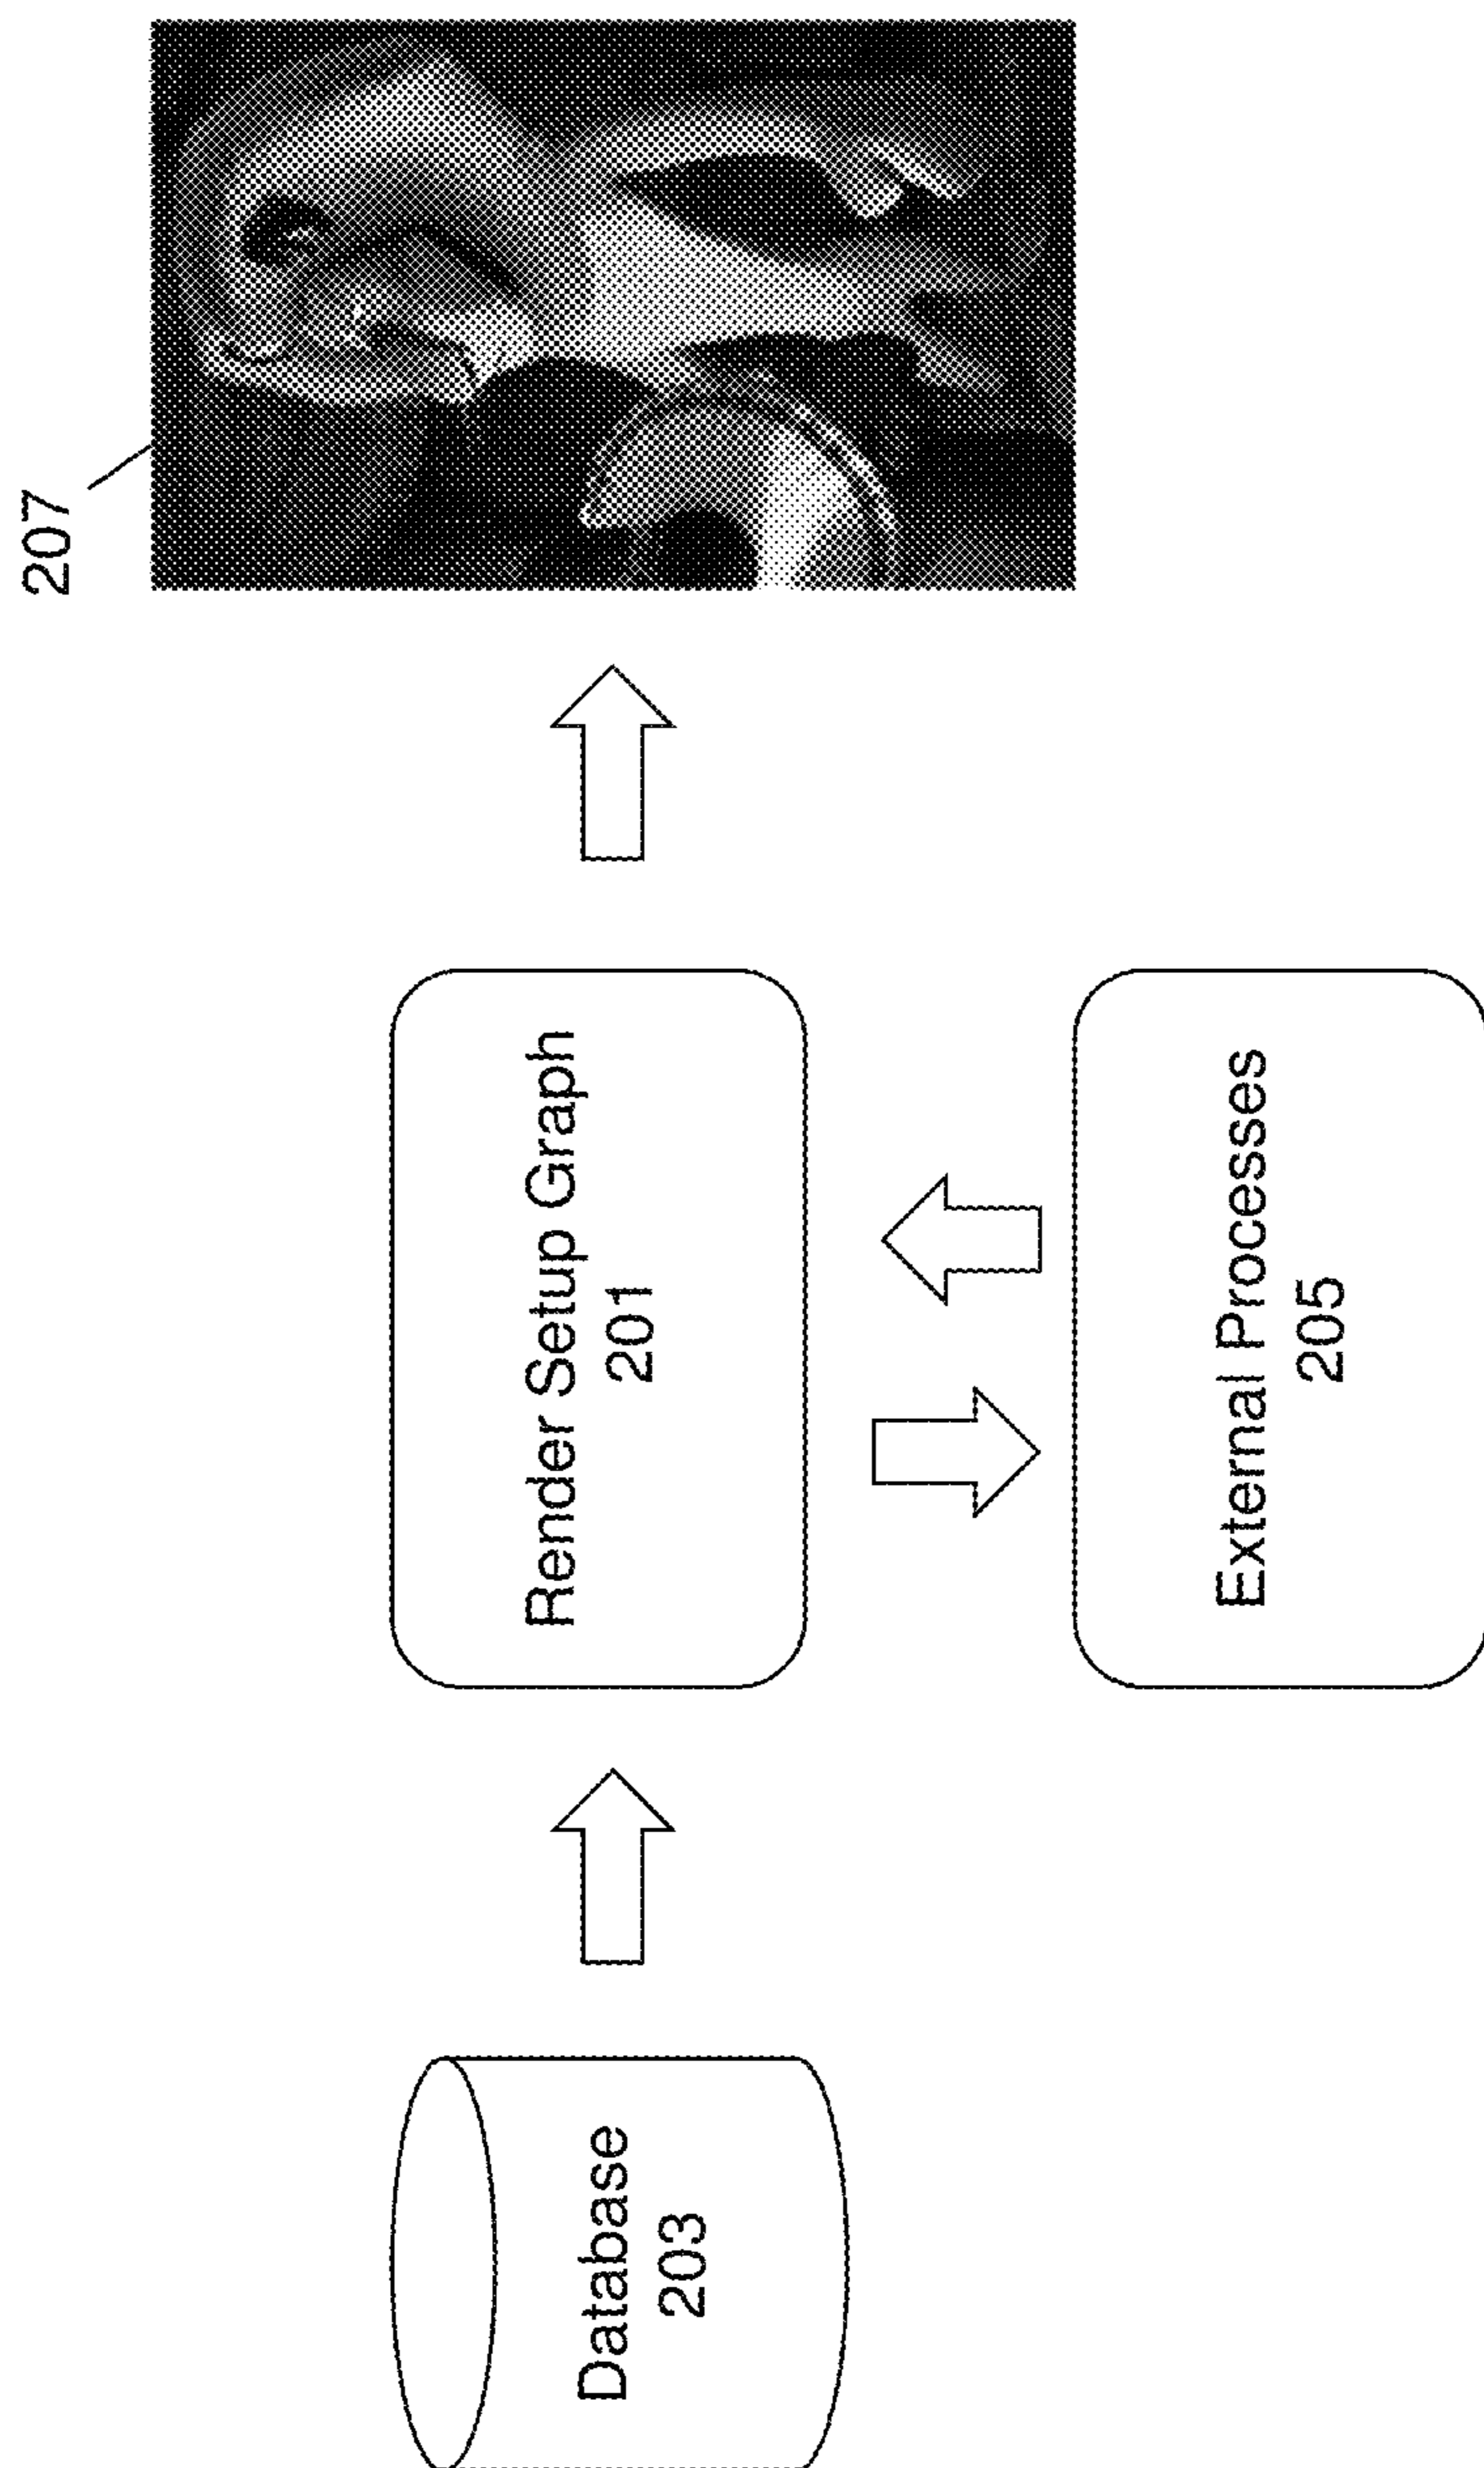 Database
203
Render Setup Graph
201
External Processes
205
207